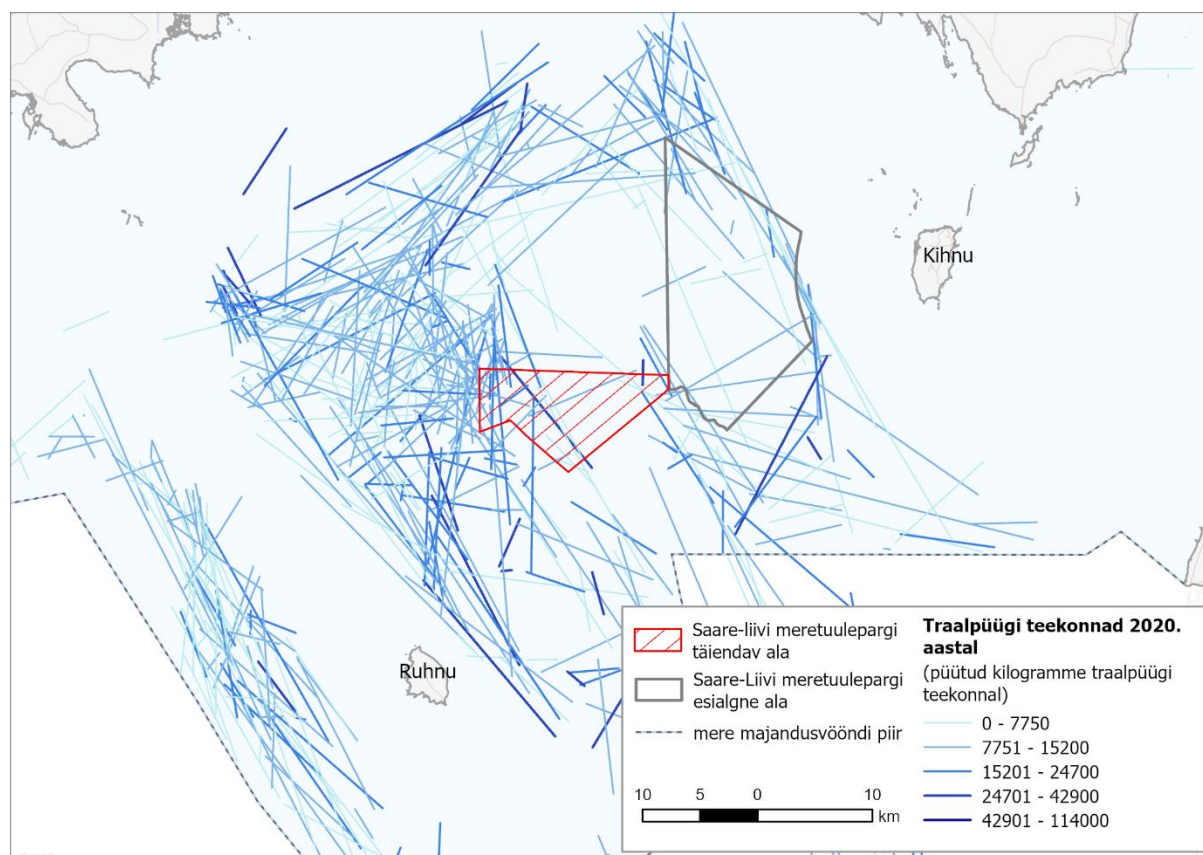 Kihnu
Ruhnu
Saare-liivi meretuulepargi
täiendav ala
Saare-Liivi meretuulepargi
esialgne ala
mere majandusvööndi piir
10 5 0 10
km
Traalpüügi teekonnad 2020.
aastal
(püütud kilogramme traalpüügi
teekonnal)
0 - 7750
7751 - 15200
15201 - 24700
24701 - 42900
42901 - 114000